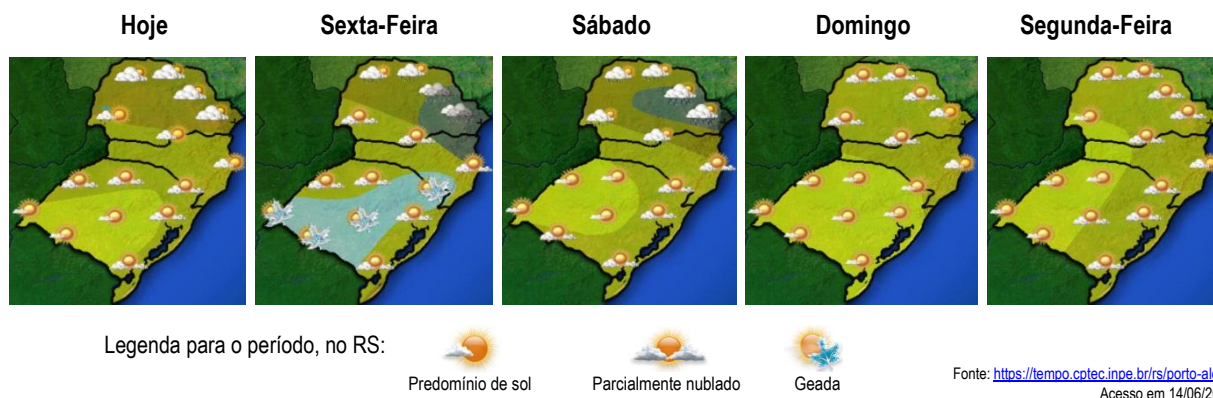 Hoje Sexta-Feira Sábado Domingo Segunda-Feira
Legenda para o período, no RS:
Predomínio de sol Parcialmente nublado Geada
Fonte: https://tempo.cptec.inpe.br/rs/porto-al
Acesso em 14/06/2